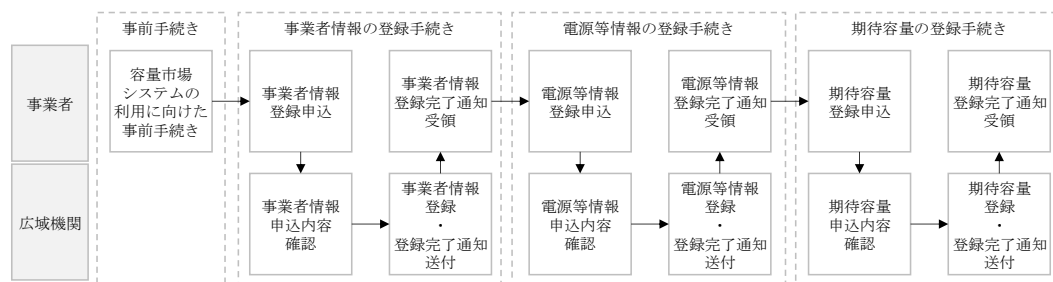 事前手続き
事業者情報の登録手続き
電源等情報の登録手続き
期待容量の登録手続き
事業者
容量市場
システムの
利用に向けた
事前手続き
事業者情報
登録申込
事業者情報
登録完了通知
受領
電源等情報
登録申込
電源等情報
登録完了通知
受領
期待容量
登録申込
期待容量
登録完了通知
受領
広域機関
事業者情報
申込内容
確認
事業者情報
登録
・
登録完了通知
送付
電源等情報
申込内容
確認
電源等情報
登録
・
登録完了通知
送付
期待容量
申込内容
確認
期待容量
登録
・
登録完了通知
送付